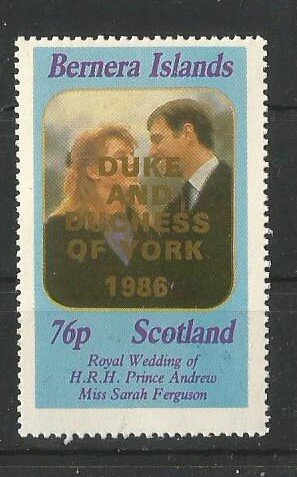 Bernera Islands
DUKE
AND
DUCHESS
OF YORK
1986
76p Scotland
Royal Wedding of
H.R.H. Prince Andrew
Miss Sarah Ferguson